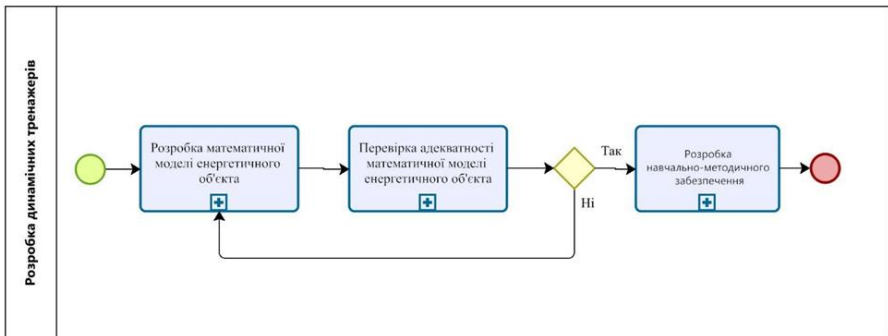 Розробка динамічних тренажерів
Розробка математичної
моделі енергетичного
об'єкта
Перевірка адекватності
математичної моделі
енергетичного об'єкта
Так
Ні
Розробка
навчально-методичного
забезпечення